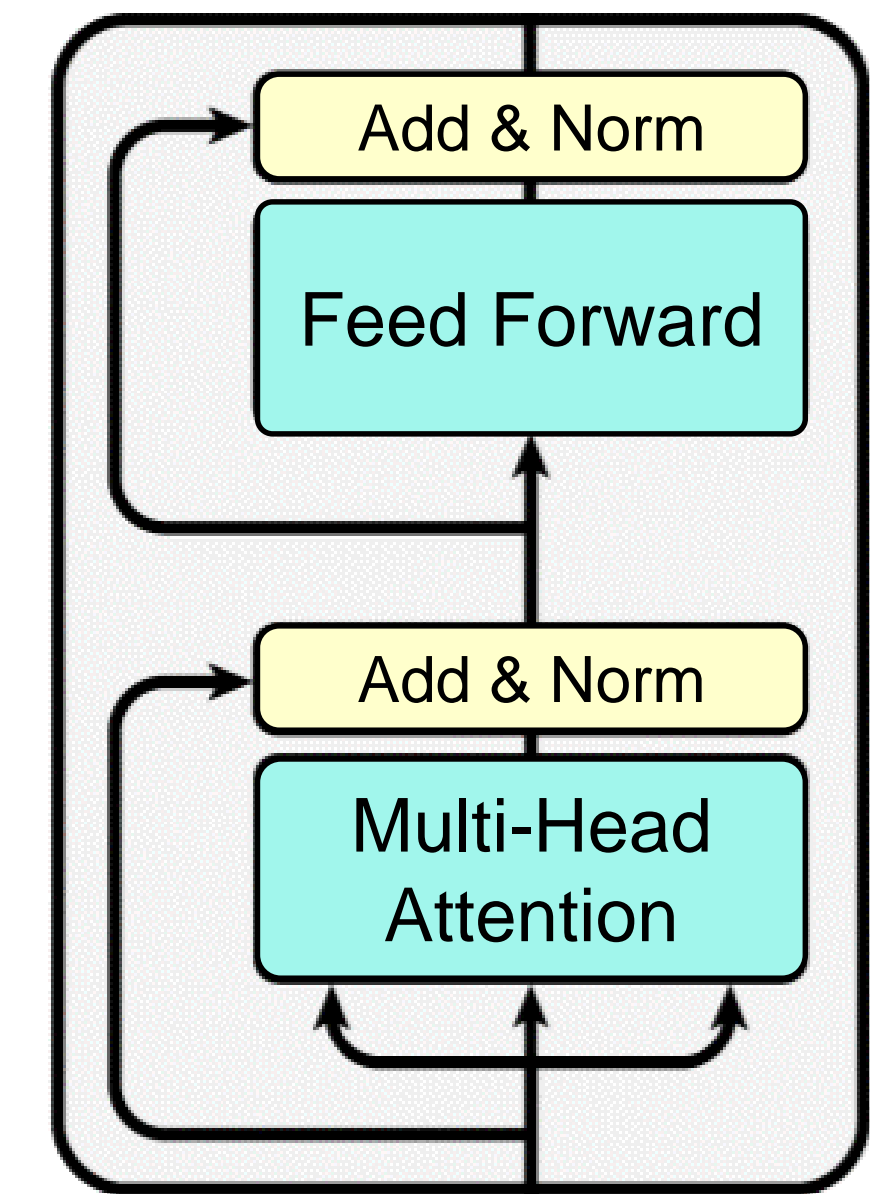 Add & Norm
Feed Forward
Add & Norm
Multi-Head
Attention